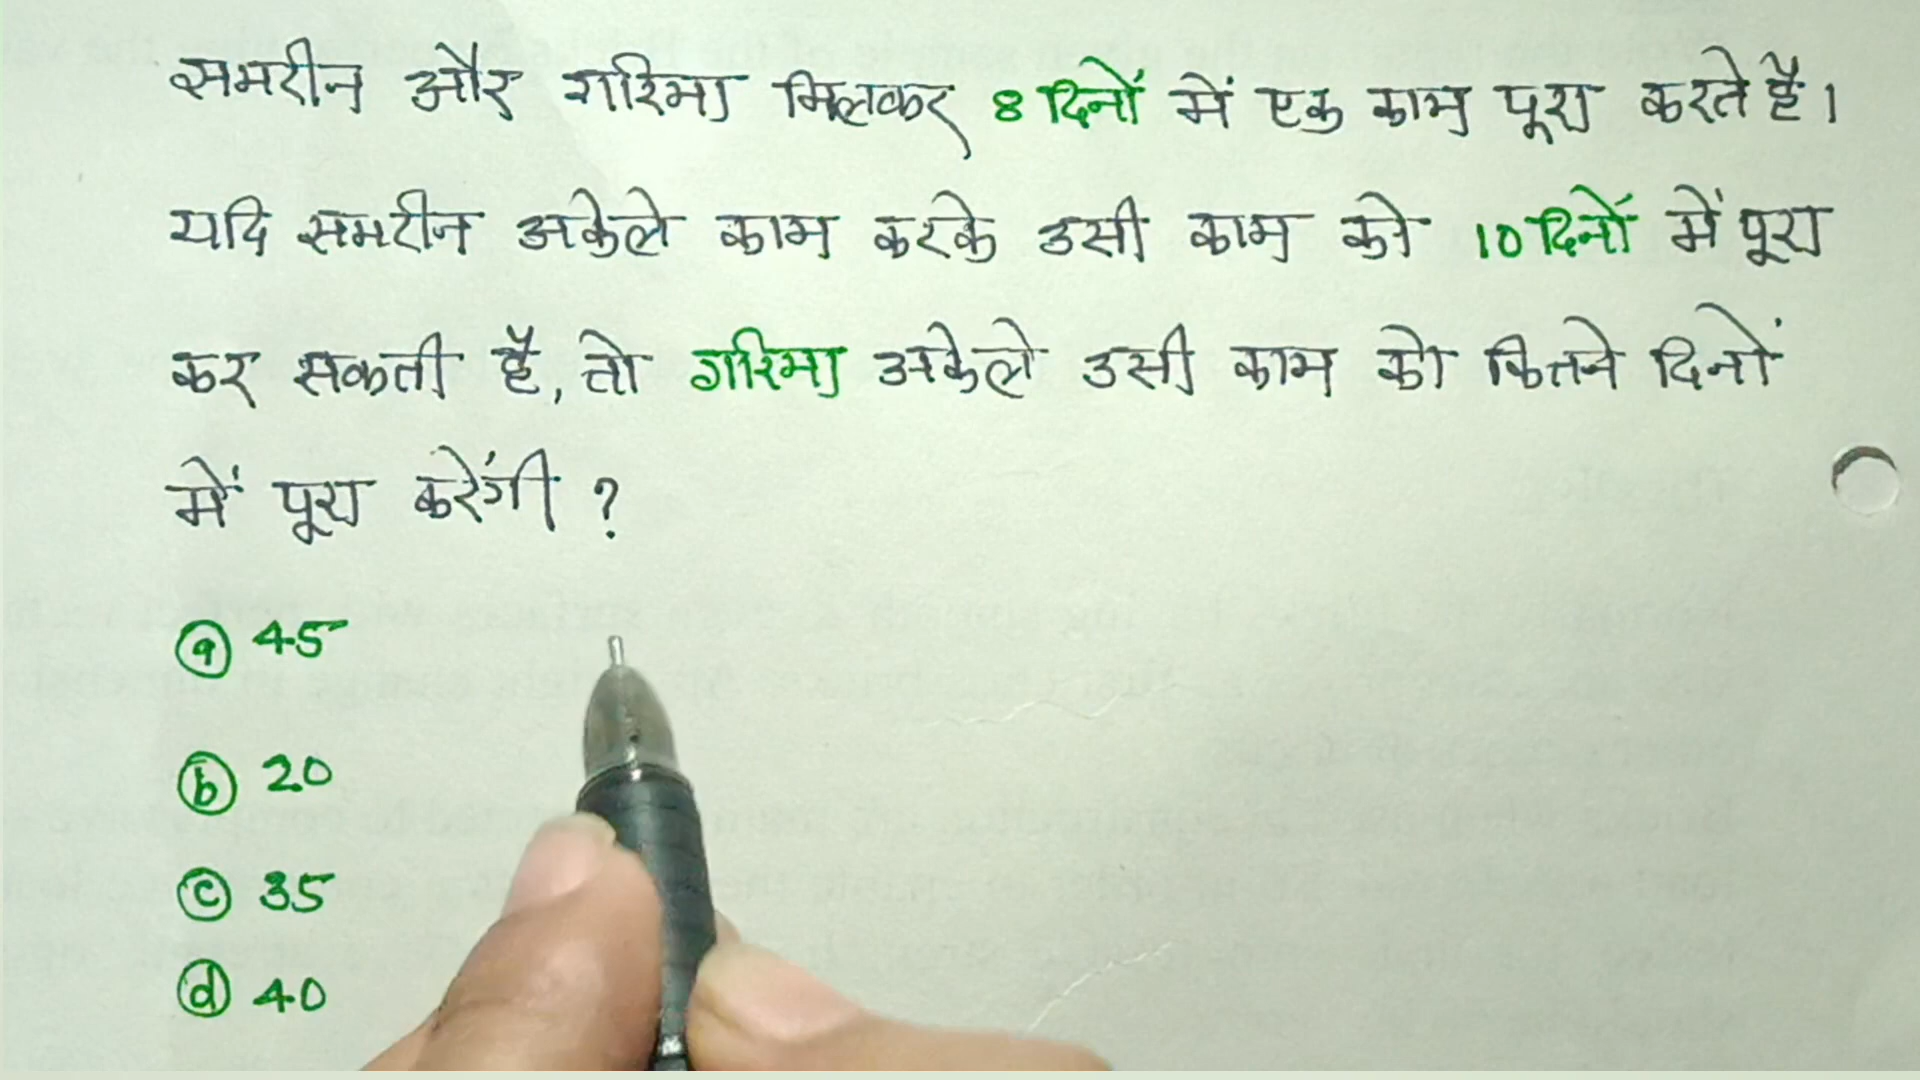 समरीन और गरिमा मिलकर 8 दिनों में एक काम पूरा करते है।
यदि समरीन अकेले काम करके उसी काम को 10 दिनों में पूरा
कर सकती है, तो गरिमा अकेले उसी काम को कितने दिनों
में पूरा करेंगी ?
(a) 45
(b) 20
(c) 35
(d) 40